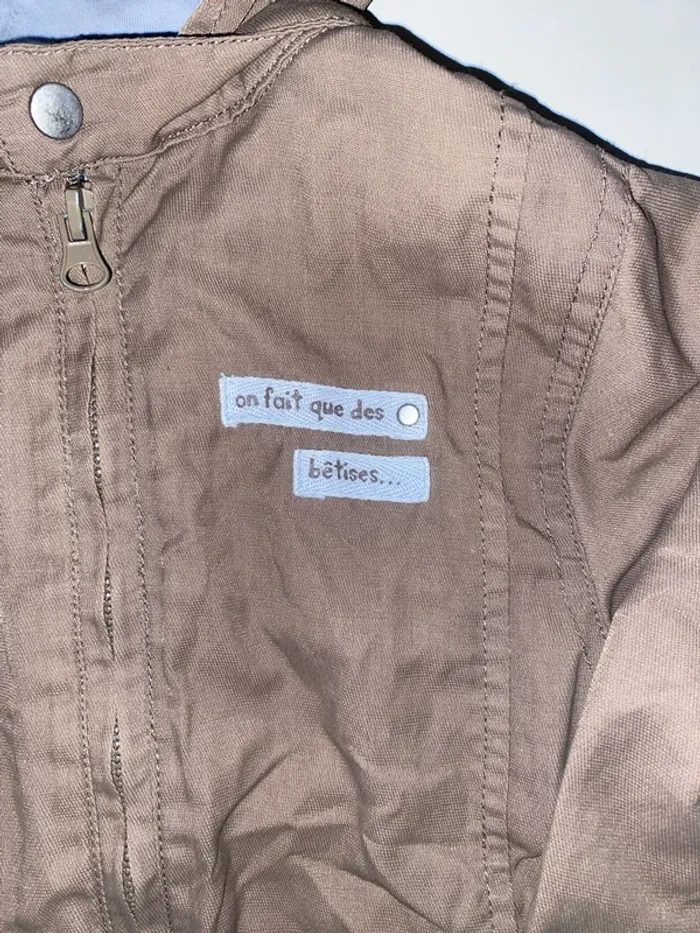 on fait que des
bêtises...